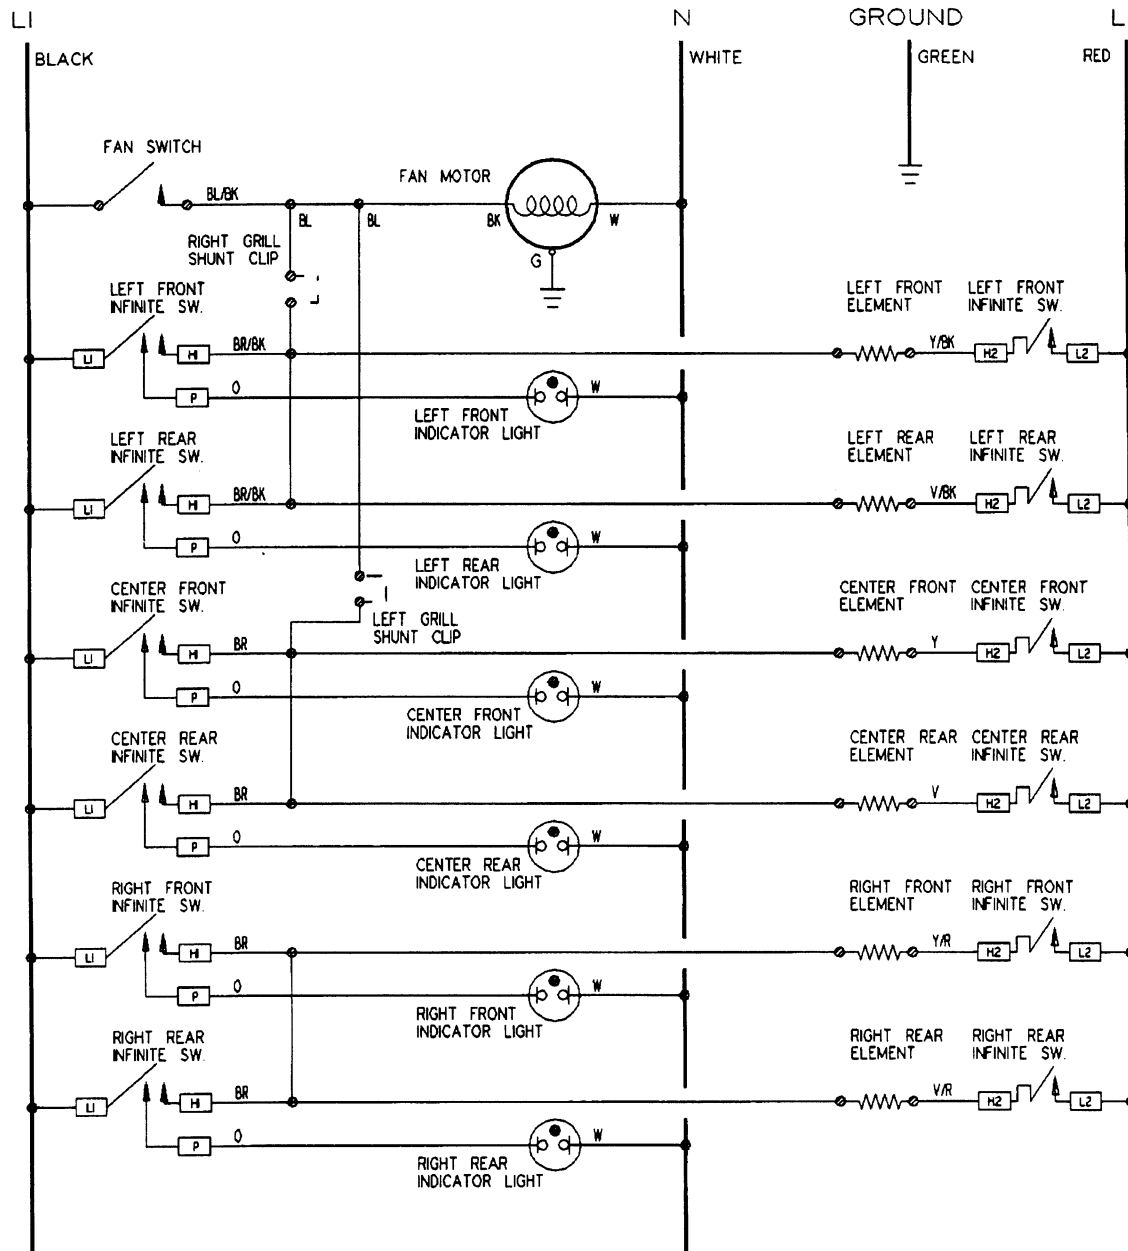 L1 N GROUND L
BLACK WHITE GREEN RED
FAN SWITCH
FAN MOTOR
BL/BK
BL BL BK W
RIGHT GRILL
SHUNT CLIP
G
LEFT FRONT
INFINITE SW.
LEFT FRONT
ELEMENT
LEFT FRONT
INFINITE SW.
L1 H1 BR/BK Y/BK H2 L2
P O W
LEFT FRONT
INDICATOR LIGHT
LEFT REAR
INFINITE SW.
LEFT REAR
ELEMENT
LEFT REAR
INFINITE SW.
L1 H1 BR/BK V/BK H2 L2
P O W
LEFT REAR
INDICATOR LIGHT
CENTER FRONT
INFINITE SW.
LEFT GRILL
SHUNT CLIP
CENTER FRONT
ELEMENT
CENTER FRONT
INFINITE SW.
L1 H1 BR Y H2 L2
P O W
CENTER FRONT
INDICATOR LIGHT
CENTER REAR
INFINITE SW.
CENTER REAR
ELEMENT
CENTER REAR
INFINITE SW.
L1 H1 BR V H2 L2
P O W
CENTER REAR
INDICATOR LIGHT
RIGHT FRONT
INFINITE SW.
RIGHT FRONT
ELEMENT
RIGHT FRONT
INFINITE SW.
L1 H1 BR Y/R H2 L2
P O W
RIGHT FRONT
INDICATOR LIGHT
RIGHT REAR
INFINITE SW.
RIGHT REAR
ELEMENT
RIGHT REAR
INFINITE SW.
L1 H1 BR V/R H2 L2
P O W
RIGHT REAR
INDICATOR LIGHT